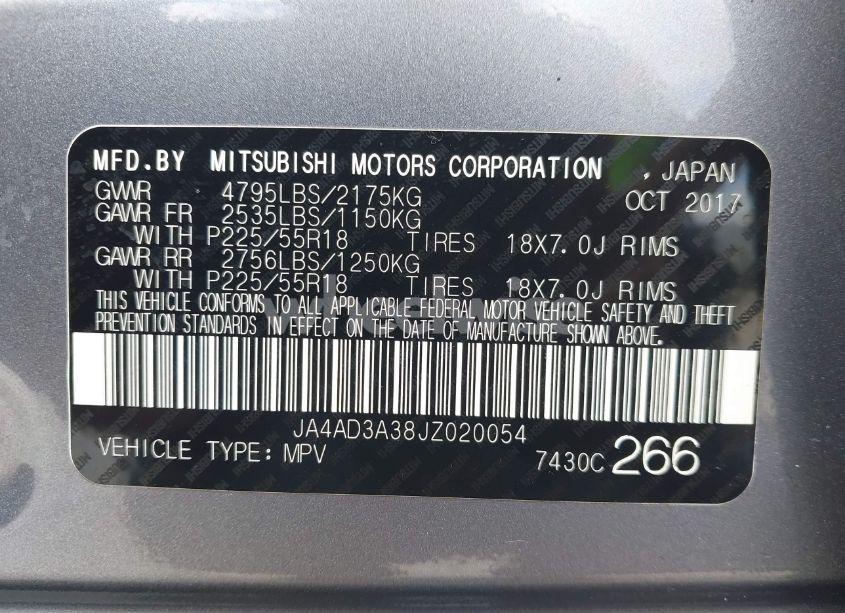 MFD.BY MITSUBISHI MOTORS CORPORATION , JAPAN
GVWR 4795LBS/2175KG OCT 2017
GAWR FR 2535LBS/1150KG
WITH P225/55R18 TIRES 18X7.0J RIMS
GAWR RR 2756LBS/1250KG
WITH P225/55R18 TIRES 18X7.0J RIMS
THIS VEHICLE CONFORMS TO ALL APPLICABLE FEDERAL MOTOR VEHICLE SAFETY AND THEFT
PREVENTION STANDARDS IN EFFECT ON THE DATE OF MANUFACTURE SHOWN ABOVE.
JA4AD3A38JZ020054
VEHICLE TYPE: MPV 7430C 266